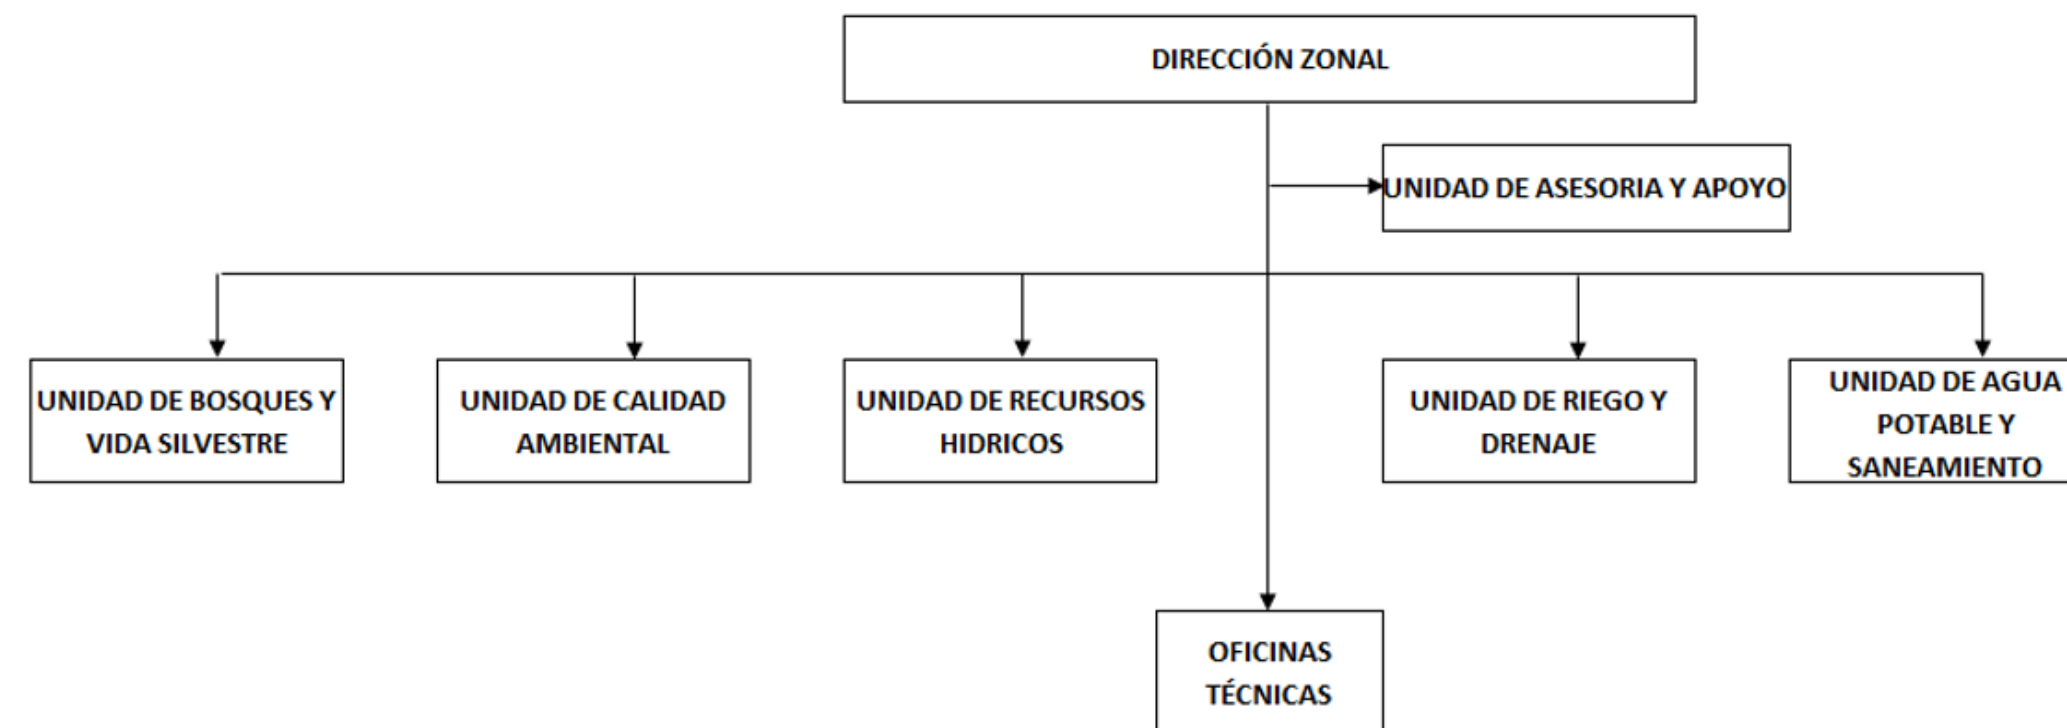 DIRECCIÓN ZONAL
UNIDAD DE ASESORIA Y APOYO
UNIDAD DE BOSQUES Y
VIDA SILVESTRE
UNIDAD DE CALIDAD
AMBIENTAL
UNIDAD DE RECURSOS
HIDRICOS
UNIDAD DE RIEGO Y
DRENAJE
UNIDAD DE AGUA
POTABLE Y
SANEAMIENTO
OFICINAS
TÉCNICAS